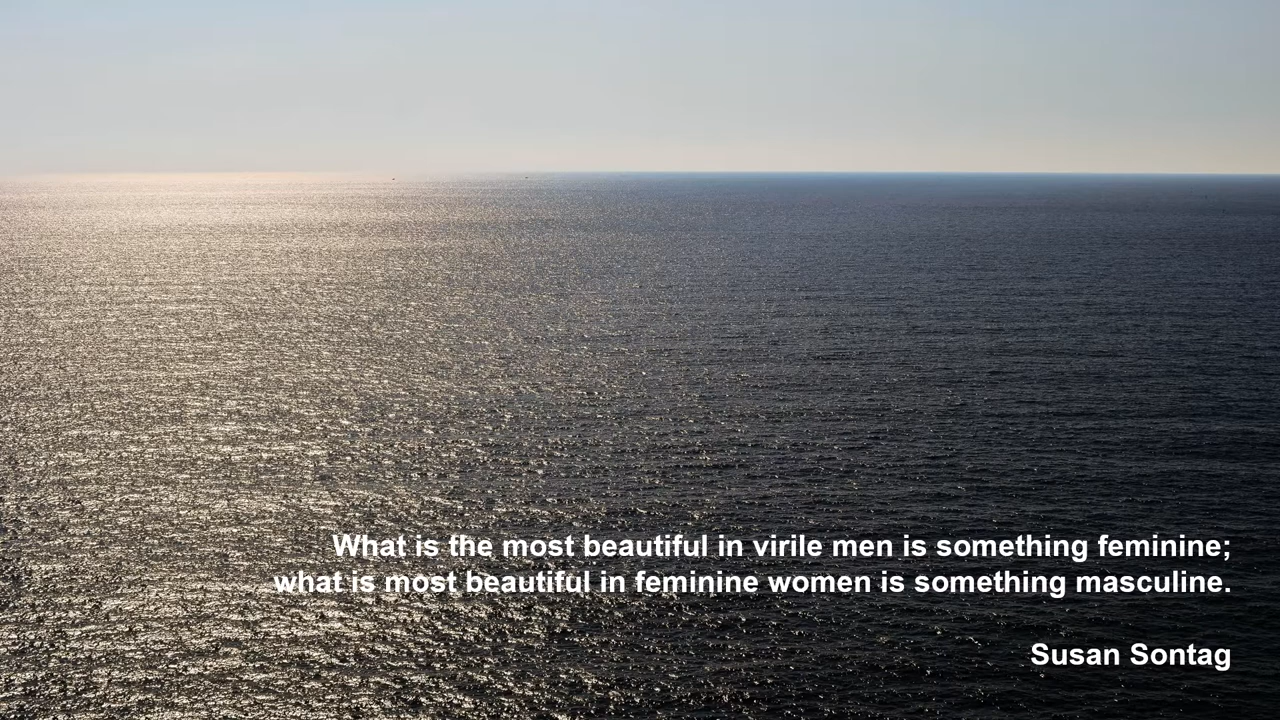 What is the most beautiful in virile men is something feminine;
what is most beautiful in feminine women is something masculine.
Susan Sontag